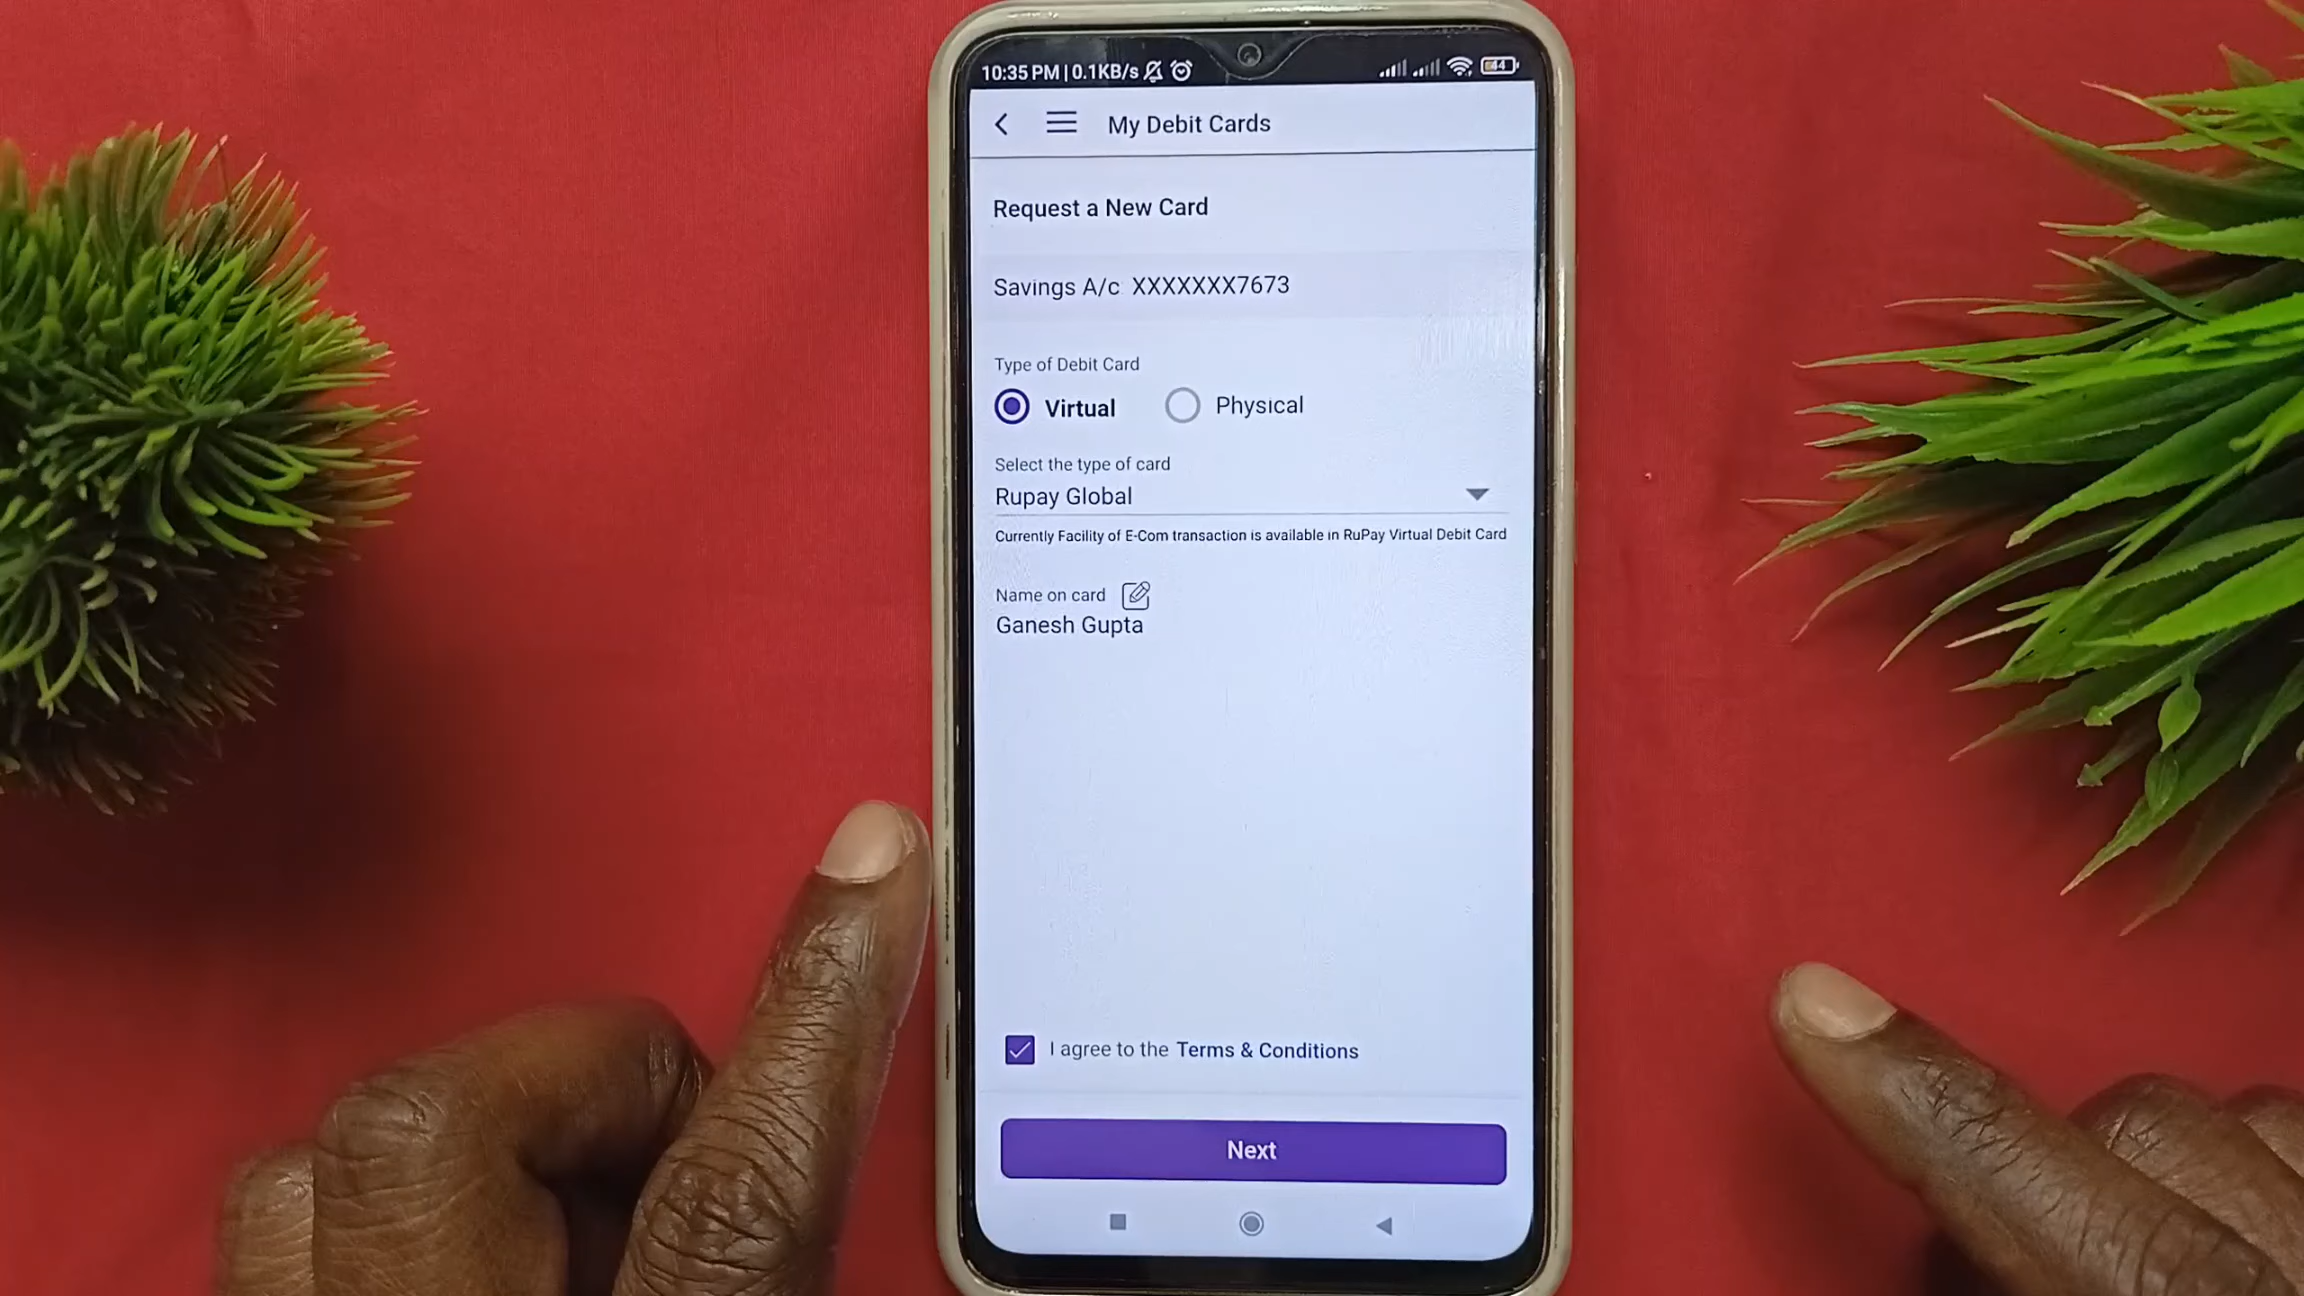 10:35 PM | 0.1KB/s 44
My Debit Cards
Request a New Card
Savings A/c XXXXXXX7673
Type of Debit Card
Virtual Physical
Select the type of card
Rupay Global
Currently Facility of E-Com transaction is available in RuPay Virtual Debit Card
Name on card
Ganesh Gupta
I agree to the Terms & Conditions
Next